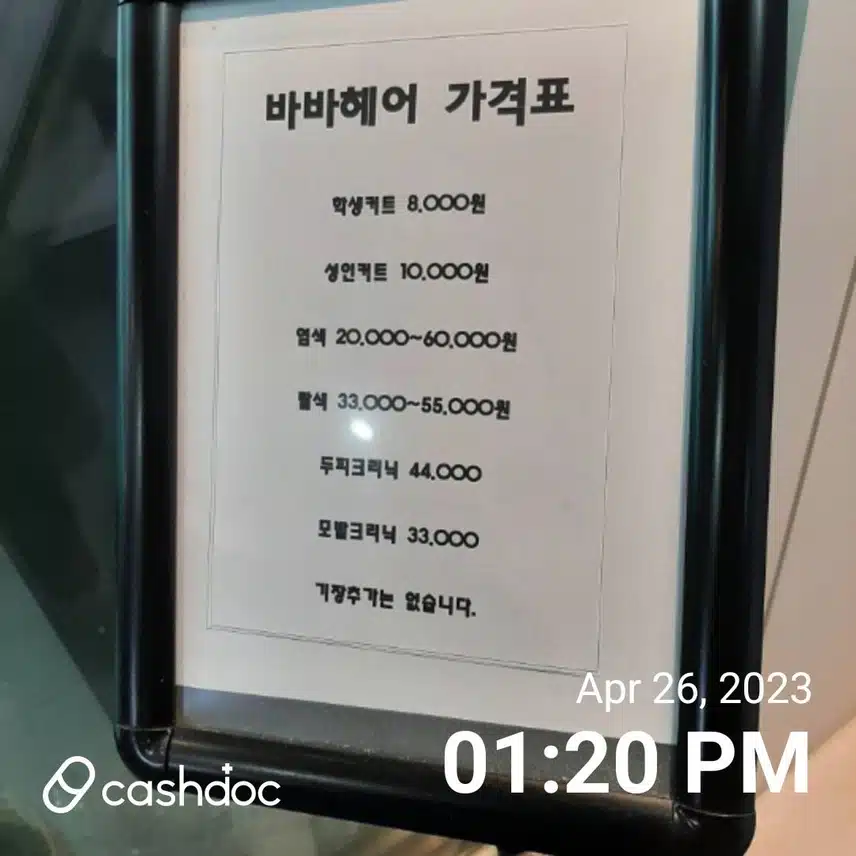 바바헤어 가격표
학생커트 8,000원
성인커트 10,000원
염색 20,000~60,000원
탈색 33,000~55,000원
두피크리닉 44,000
모발크리닉 33,000
기장추가는 없습니다.
Apr 26, 2023
01:20 PM
cashdoc